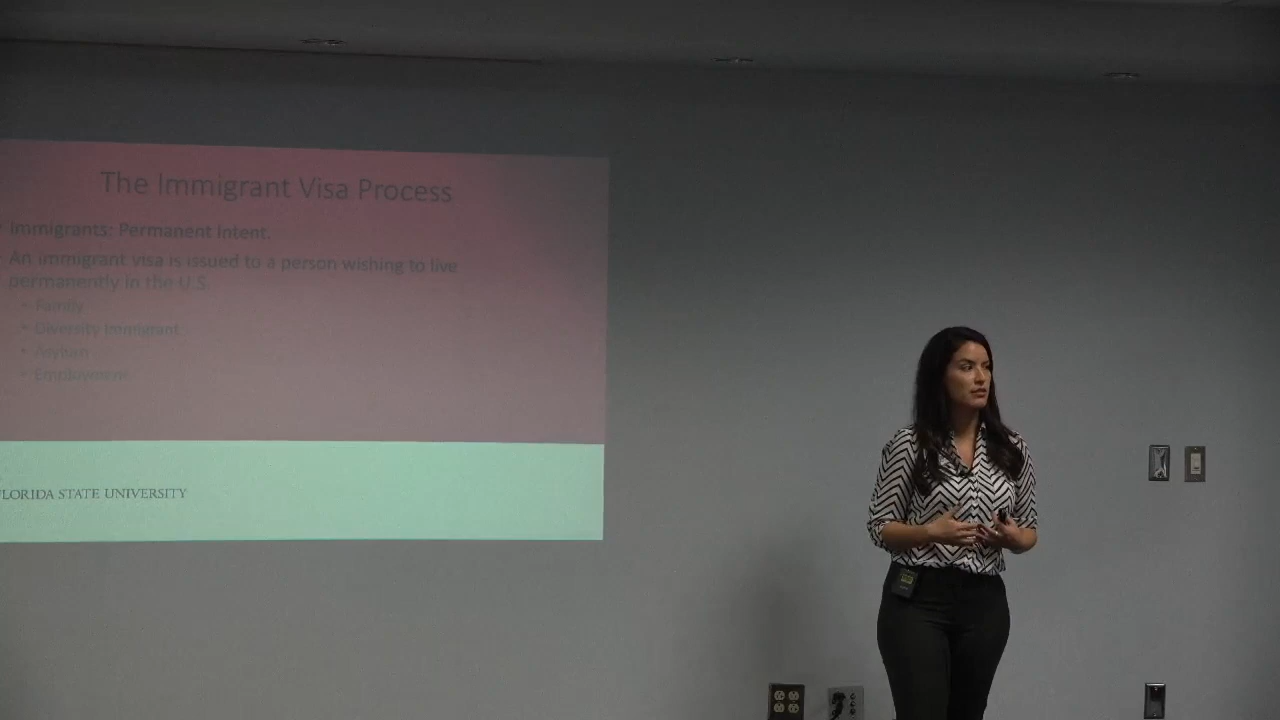 The Immigrant Visa Process
• Immigrants: Permanent Intent.
An immigrant visa is issued to a person wishing to live
permanently in the U.S.
• Family
• Diversity Immigrant
• Asylum
• Employment
FLORIDA STATE UNIVERSITY